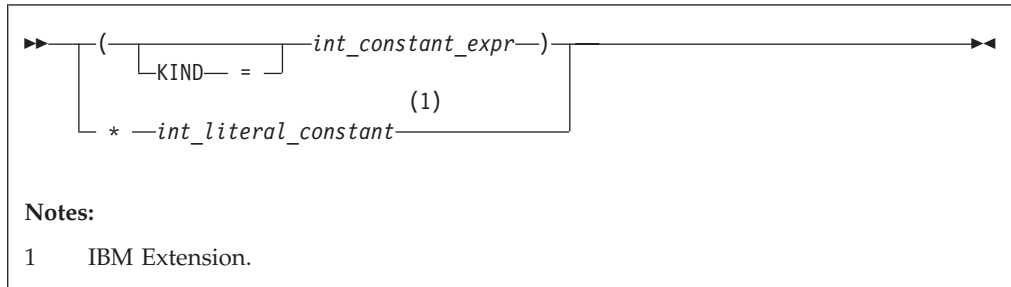 ( int_constant_expr )
KIND =
(1)
* int_literal_constant
Notes:
1 IBM Extension.